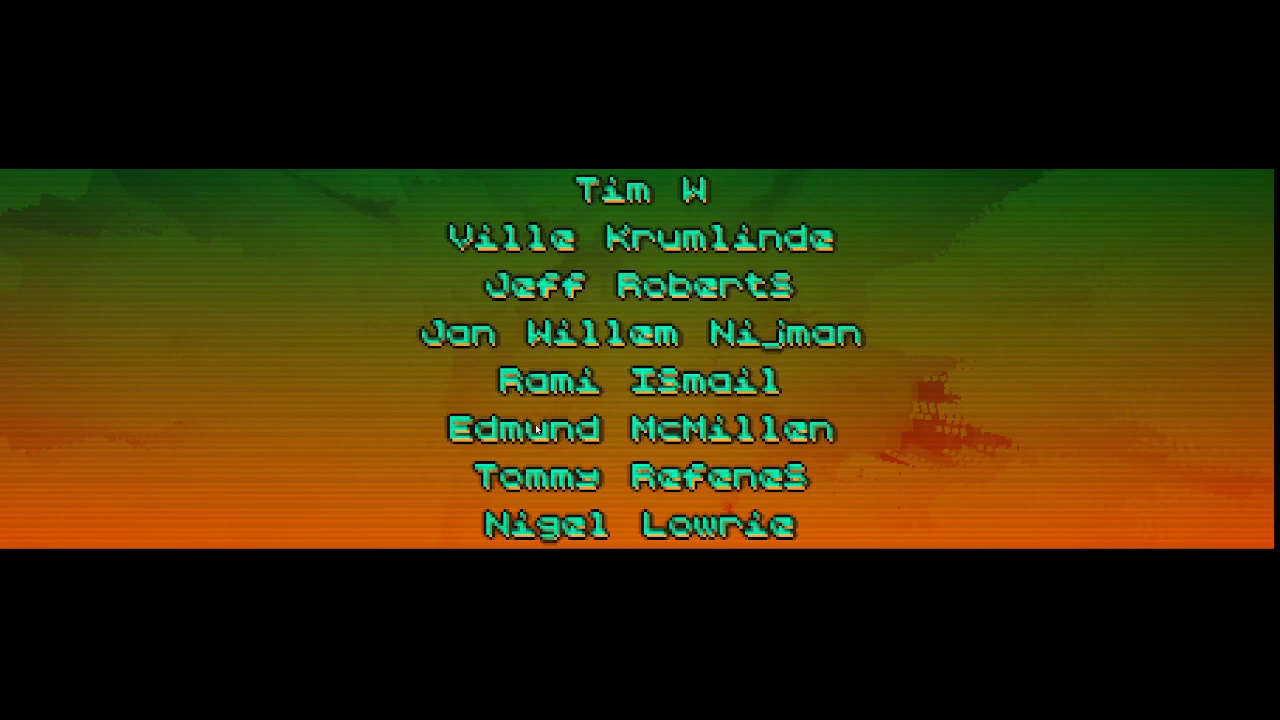 Tim W
Ville Krumlinde
Jeff Roberts
Jan Willem Nijman
Rami Ismail
Edmund McMillen
Tommy Refenes
Nigel Lowrie